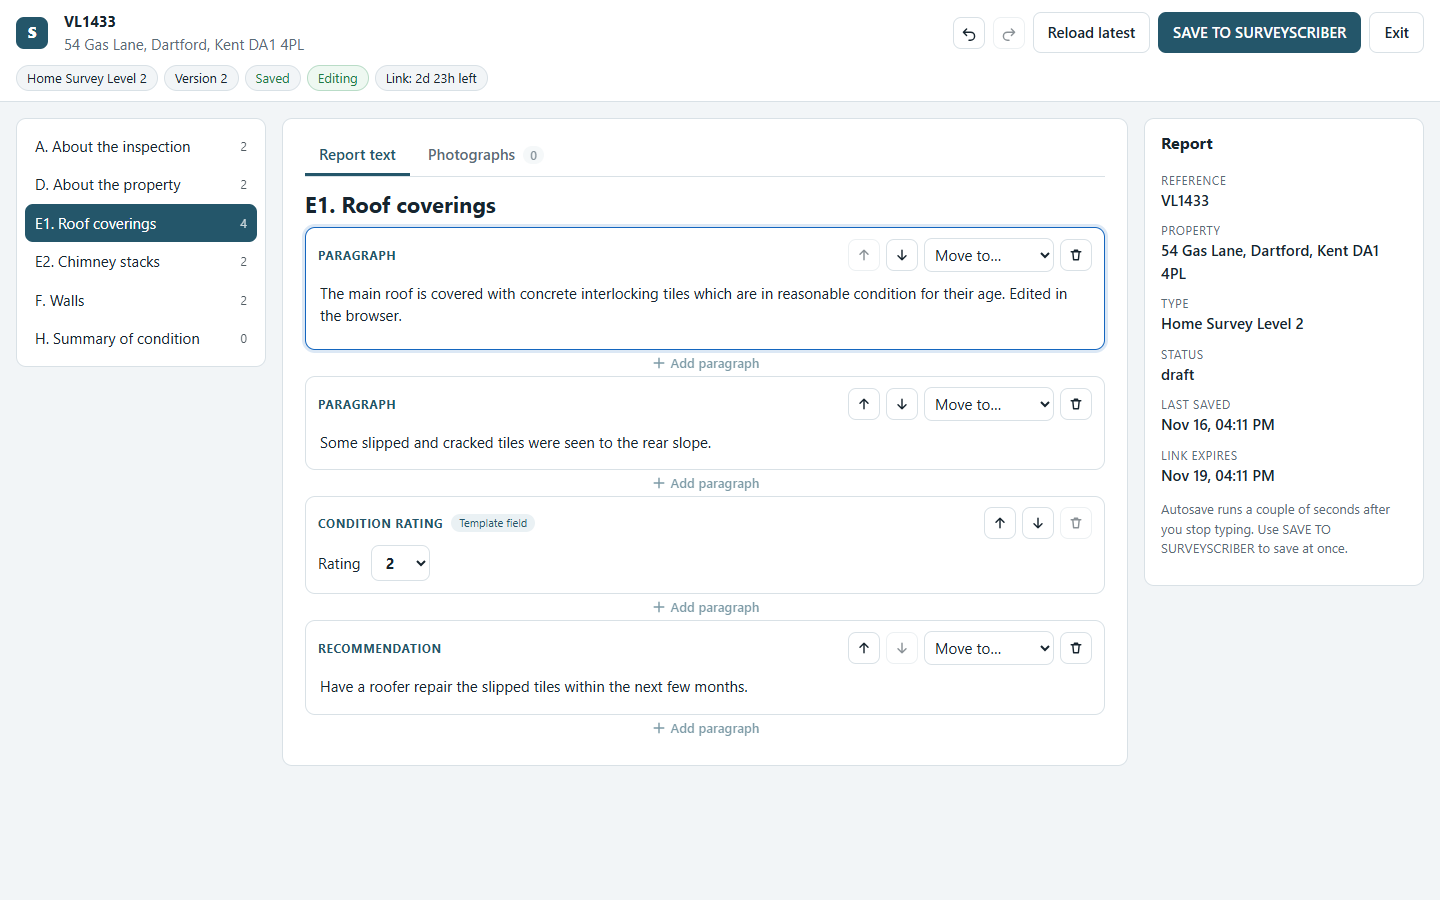 S
VL1433
54 Gas Lane, Dartford, Kent DA1 4PL
Reload latest
SAVE TO SURVEYSCRIBER
Exit
Home Survey Level 2
Version 2
Saved
Editing
Link: 2d 23h left
A. About the inspection 2
D. About the property 2
E1. Roof coverings 4
E2. Chimney stacks 2
F. Walls 2
H. Summary of condition 0
Report text
Photographs 0
E1. Roof coverings
PARAGRAPH
Move to...
The main roof is covered with concrete interlocking tiles which are in reasonable condition for their age. Edited in
the browser.
+ Add paragraph
PARAGRAPH
Move to...
Some slipped and cracked tiles were seen to the rear slope.
+ Add paragraph
CONDITION RATING Template field
Rating 2
+ Add paragraph
RECOMMENDATION
Move to...
Have a roofer repair the slipped tiles within the next few months.
+ Add paragraph
Report
REFERENCE
VL1433
PROPERTY
54 Gas Lane, Dartford, Kent DA1
4PL
TYPE
Home Survey Level 2
STATUS
draft
LAST SAVED
Nov 16, 04:11 PM
LINK EXPIRES
Nov 19, 04:11 PM
Autosave runs a couple of seconds after
you stop typing. Use SAVE TO
SURVEYSCRIBER to save at once.